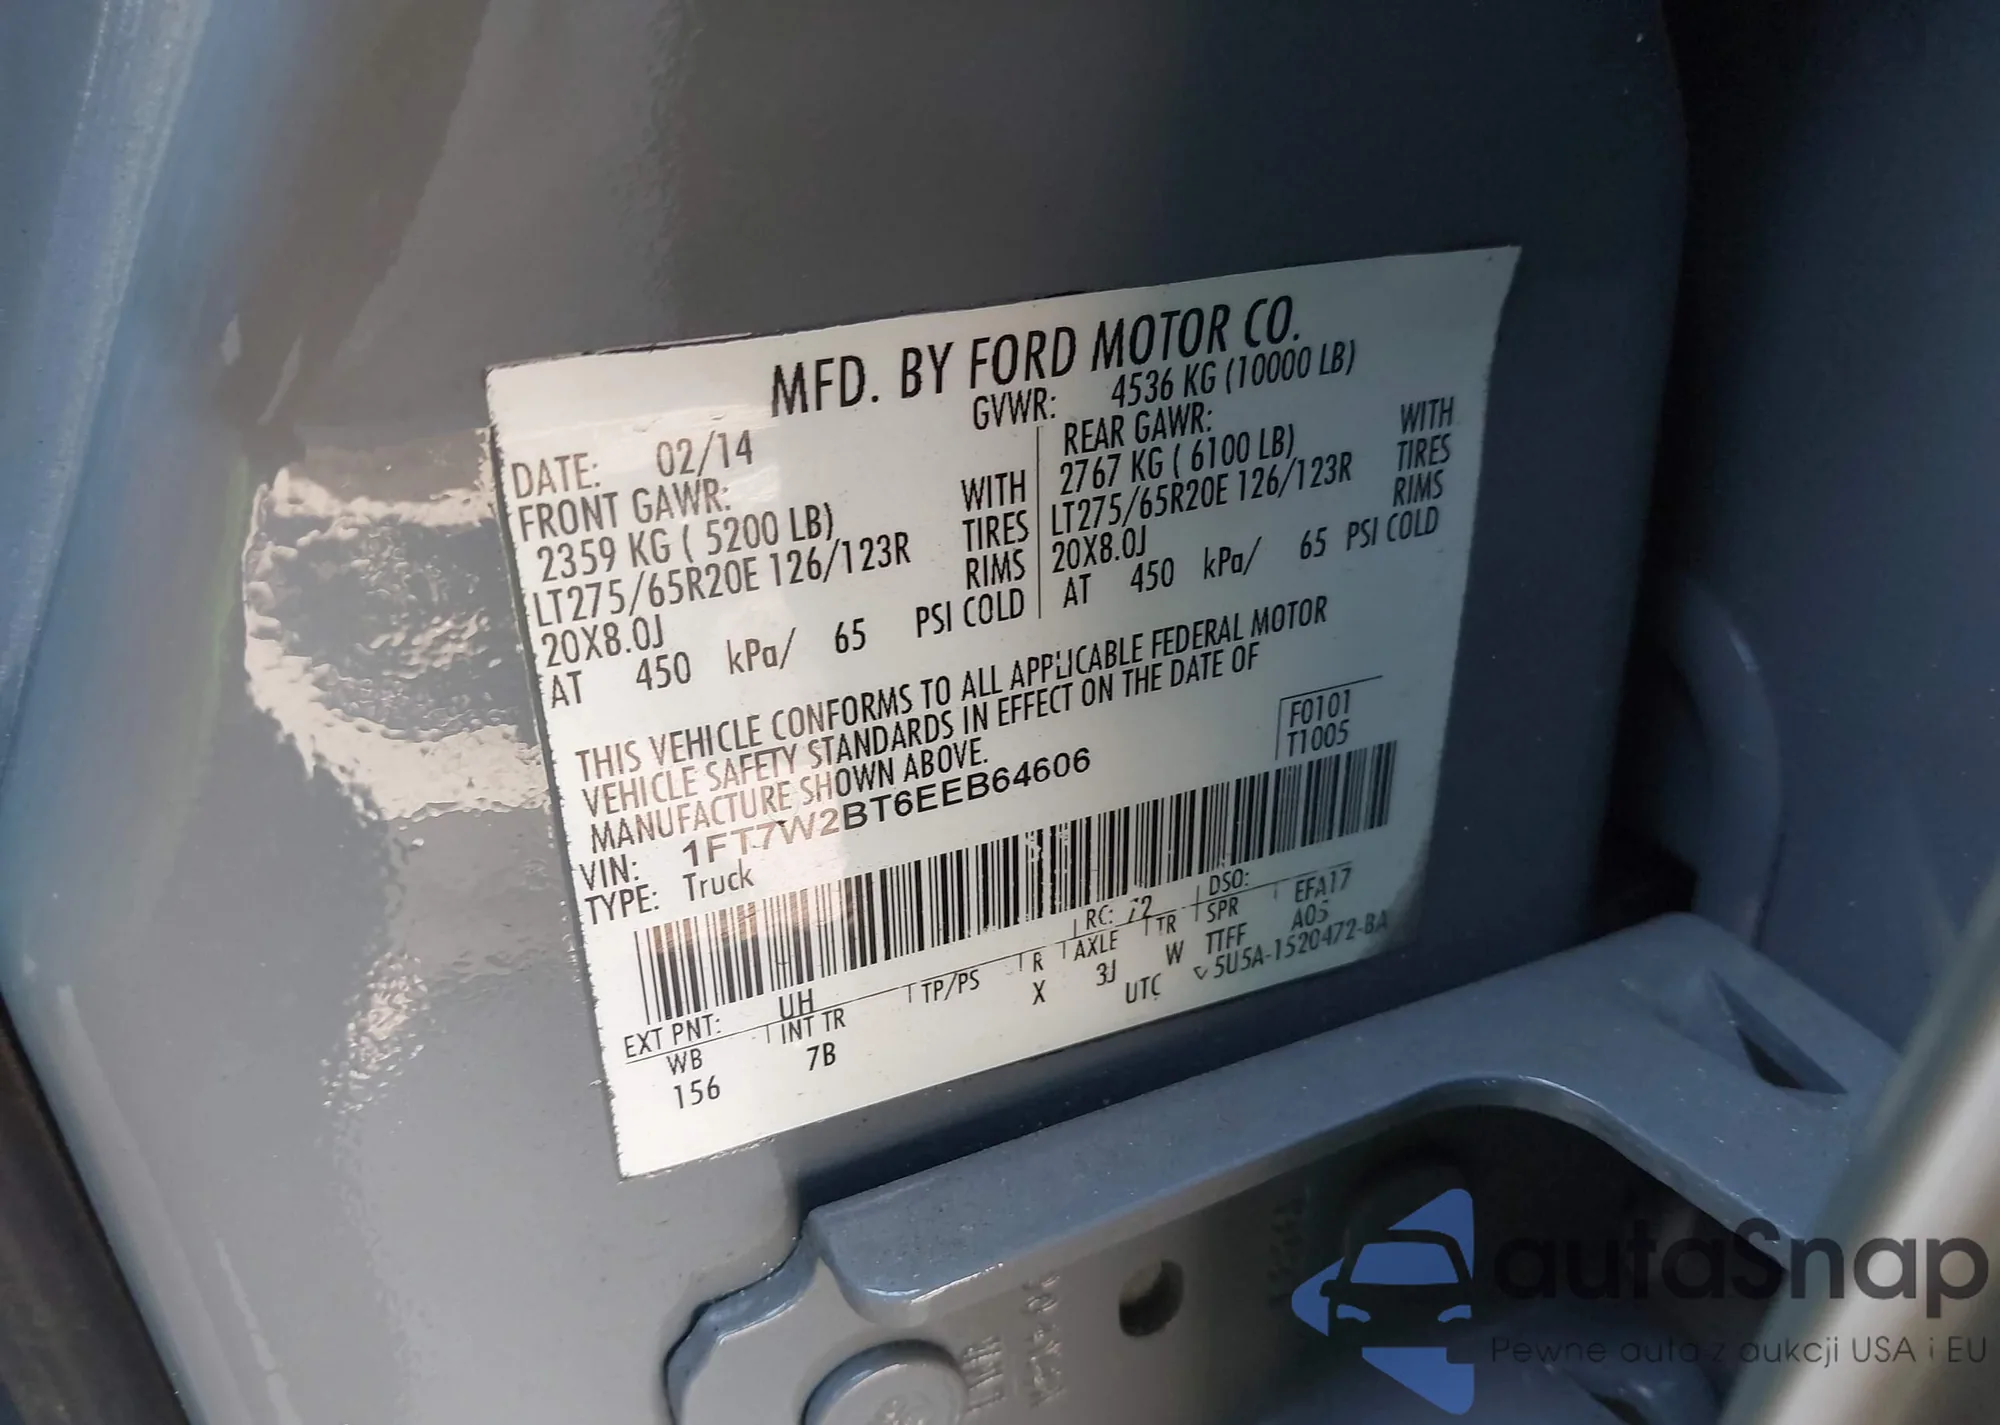 MFD. BY FORD MOTOR CO.
DATE: 02/14
GVWR: 4536 KG (10000 LB)
FRONT GAWR:
2359 KG ( 5200 LB) WITH
LT275/65R20E 126/123R TIRES
20X8.0J RIMS
AT 450 kPa/ 65 PSI COLD
REAR GAWR:
2767 KG ( 6100 LB) WITH
LT275/65R20E 126/123R TIRES
20X8.0J RIMS
AT 450 kPa/ 65 PSI COLD
THIS VEHICLE CONFORMS TO ALL APPLICABLE FEDERAL MOTOR
VEHICLE SAFETY STANDARDS IN EFFECT ON THE DATE OF
MANUFACTURE SHOWN ABOVE.
F0101
T1005
VIN: 1FT7W2BT6EEB64606
TYPE: Truck
EXT PNT: UH RC: 72 DSO:
WB INT TR TP/PS R AXLE TR SPR EFA17
156 7B X 3J W TTFF A05
UTC 5U5A-1520472-BA
autaSnap
Pewne auta z aukcji USA i EU